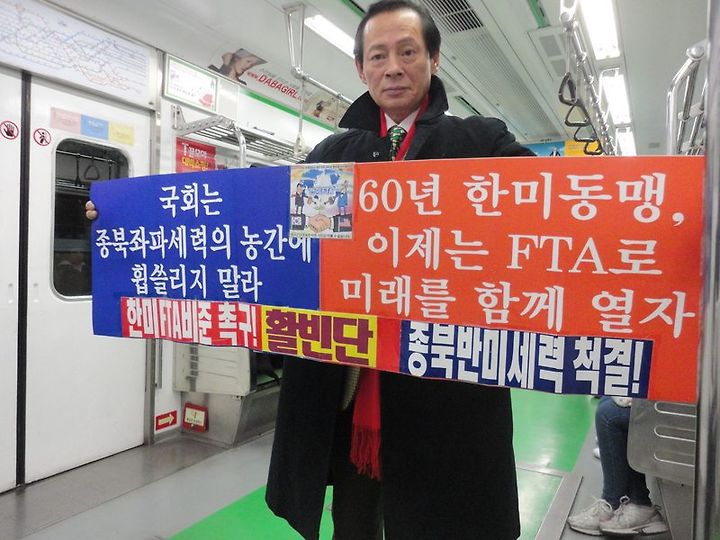 국회는
종북좌파세력의 농간에
휩쓸리지 말라
60년 한미동맹,
이제는 FTA로
미래를 함께 열자
한미FTA비준 촉구!
활빈단
종북반미세력 척결!
DABAGIRL